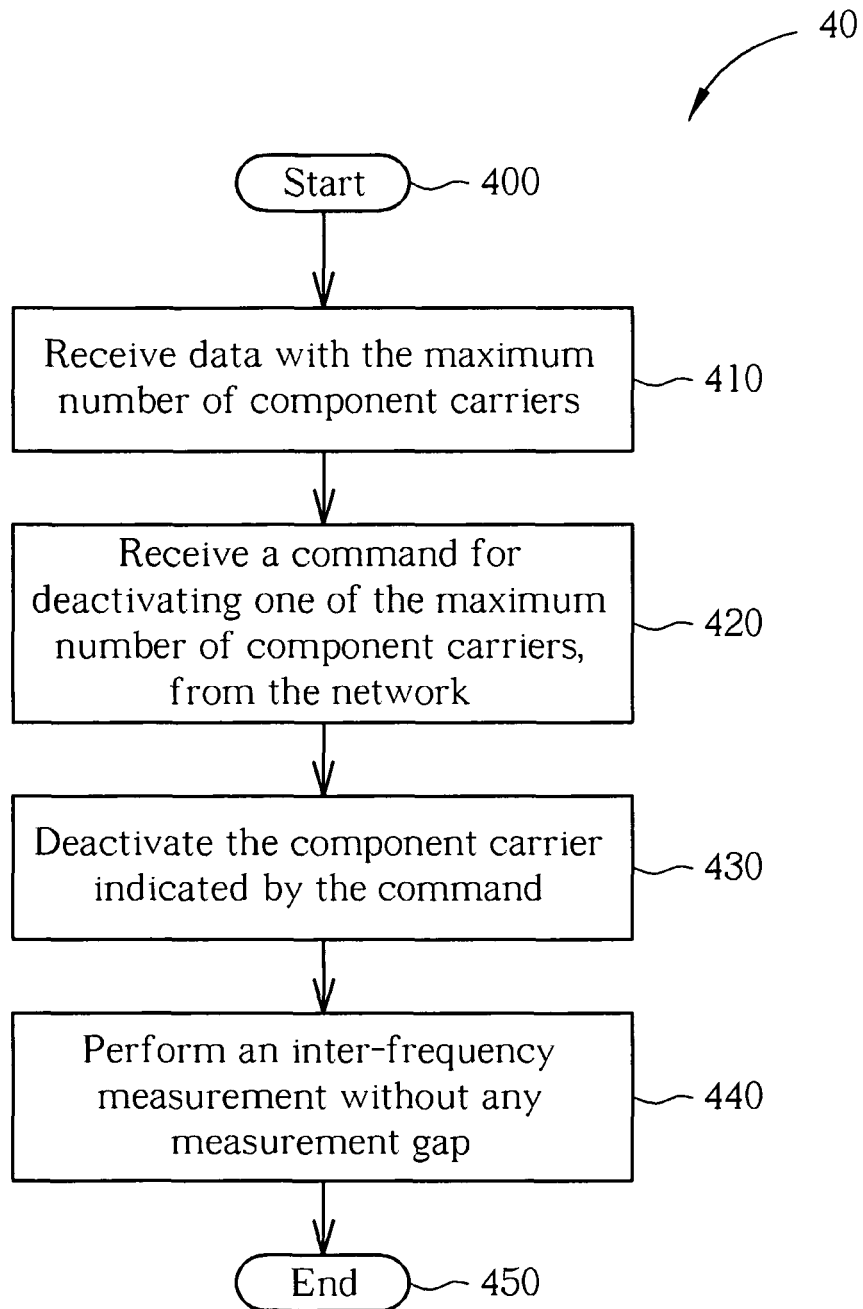 40
Start
400
Receive data with the maximum
number of component carriers
410
Receive a command for
deactivating one of the maximum
number of component carriers,
from the network
420
Deactivate the component carrier
indicated by the command
430
Perform an inter-frequency
measurement without any
measurement gap
440
End
450